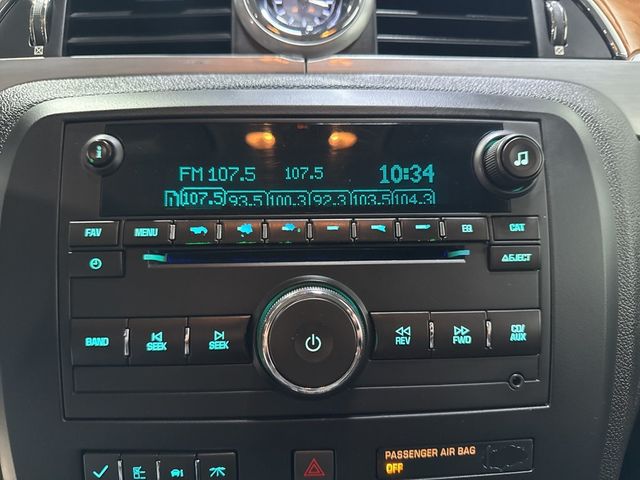 FM 107.5 107.5 10:34
1 107.5 93.5 100.3 92.3 103.5 104.3
FAV MENU EQ CAT
EJECT
BAND SEEK SEEK REV FWD CD/AUX
PASSENGER AIR BAG
OFF